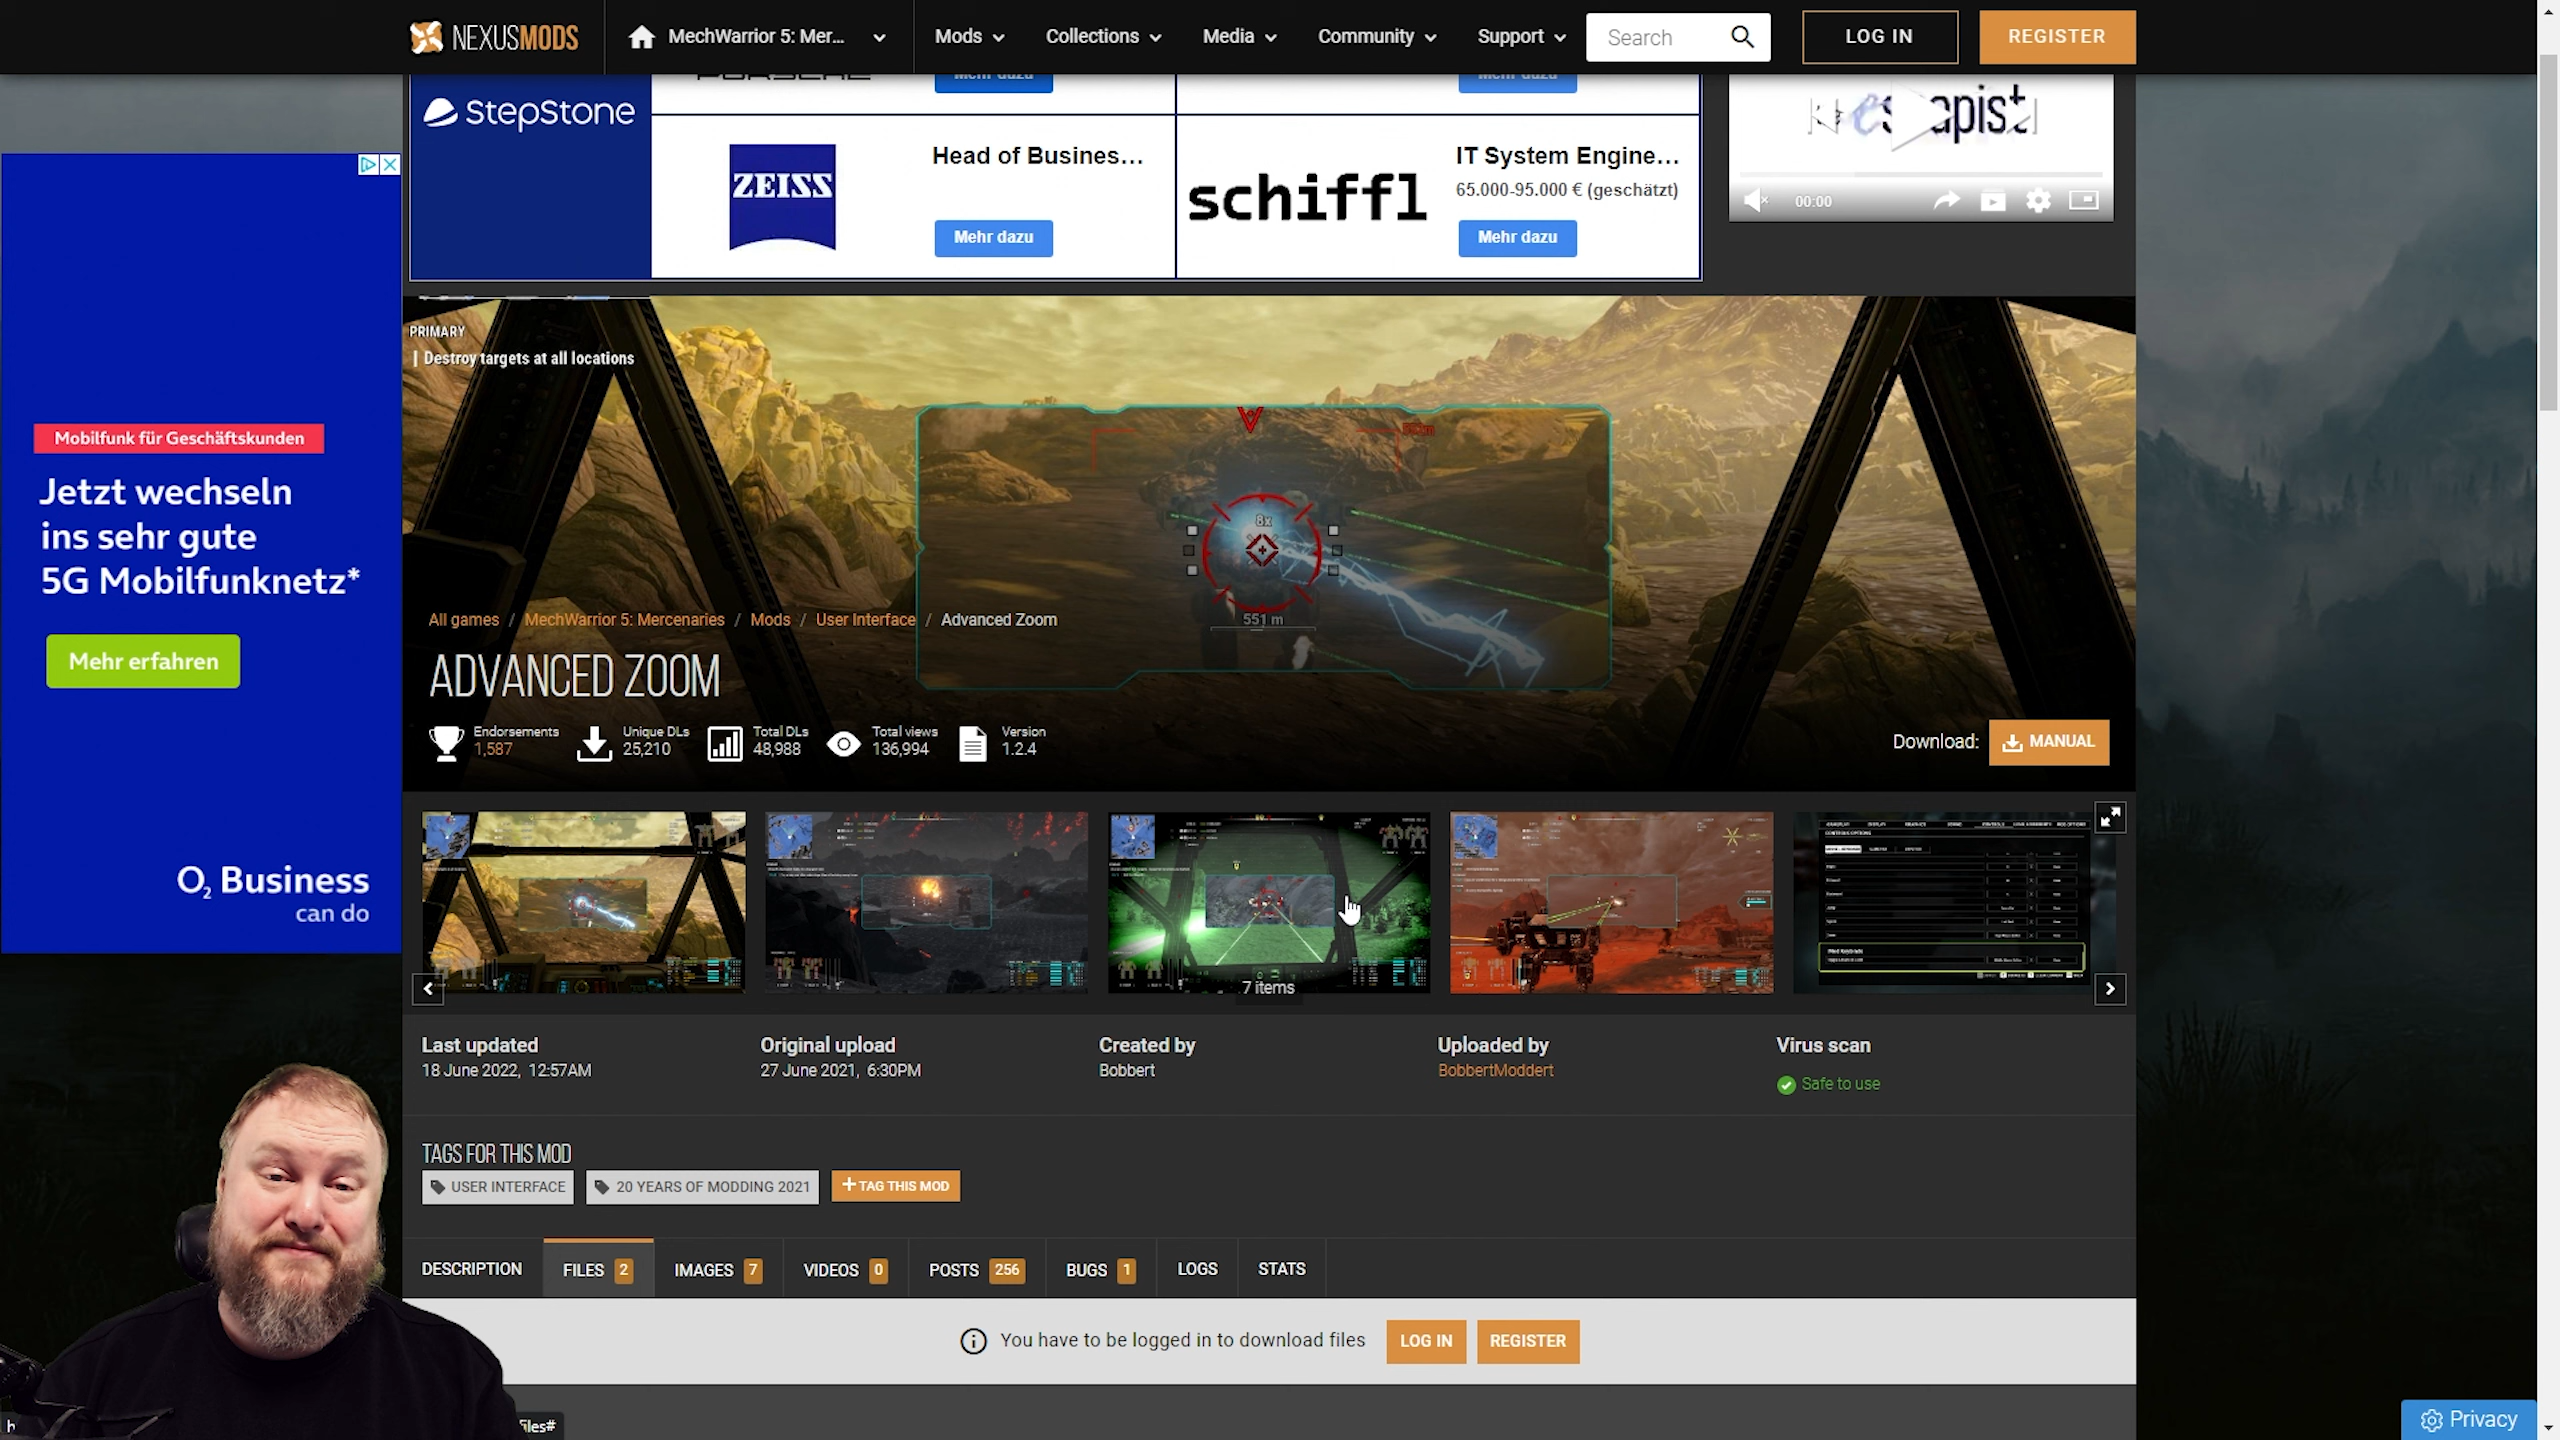 NEXUSMODS
MechWarrior 5: Mer...
Mods
Collections
Media
Community
Support
Search
LOG IN
REGISTER
StepStone
ZEISS
Head of Busines...
Mehr dazu
schiffl
IT System Engine...
65.000-95.000 € (geschätzt)
Mehr dazu
00:00
Mobilfunk für Geschäftskunden
Jetzt wechseln
ins sehr gute
5G Mobilfunknetz*
Mehr erfahren
O2 Business
can do
PRIMARY
Destroy targets at all locations
8x
551 m
All games / MechWarrior 5: Mercenaries / Mods / User Interface / Advanced Zoom
ADVANCED ZOOM
Endorsements
1,587
Unique DLs
25,210
Total DLs
48,988
Total views
136,994
Version
1.2.4
Download:
MANUAL
7 items
Last updated
18 June 2022, 12:57AM
Original upload
27 June 2021, 6:30PM
Created by
Bobbert
Uploaded by
BobbertModdert
Virus scan
Safe to use
TAGS FOR THIS MOD
USER INTERFACE
20 YEARS OF MODDING 2021
+ TAG THIS MOD
DESCRIPTION
FILES 2
IMAGES 7
VIDEOS 0
POSTS 256
BUGS 1
LOGS
STATS
You have to be logged in to download files
LOG IN
REGISTER
Privacy